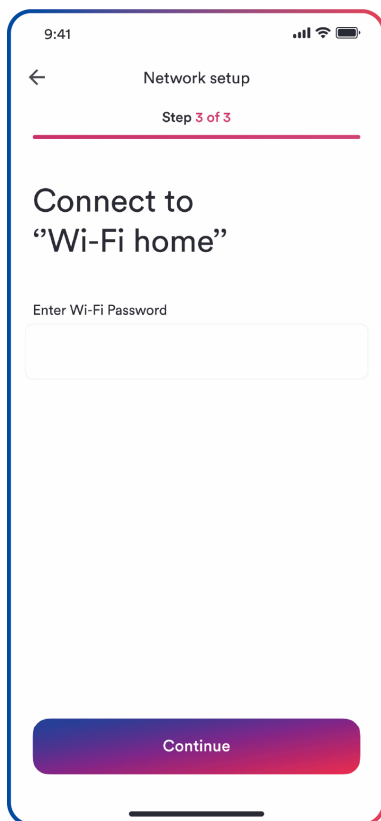 9:41
Network setup
Step 3 of 3
Connect to
‘’Wi-Fi home’’
Enter Wi-Fi Password
Continue